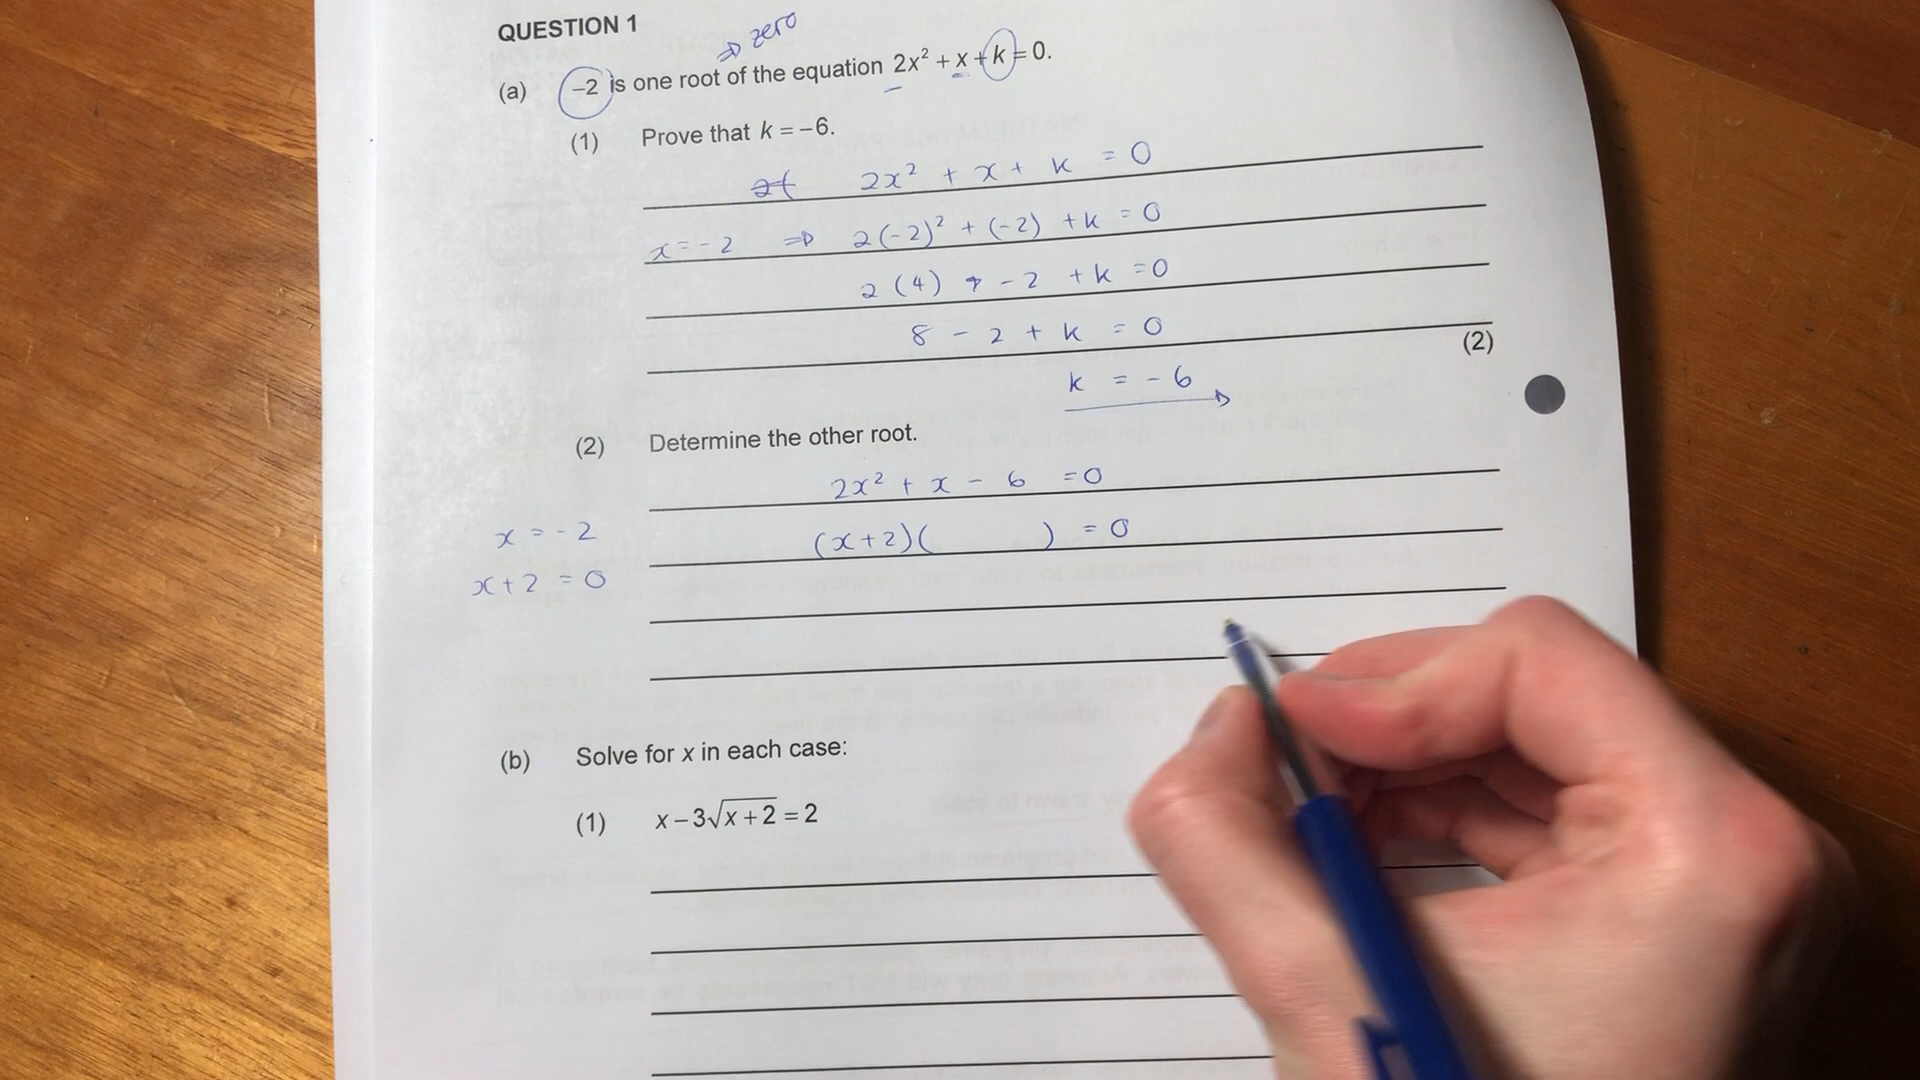 QUESTION 1
⇒ zero
(a) -2 is one root of the equation 2x² + x + k = 0.
(1) Prove that k = -6.
2x² + x + k = 0
x = -2 ⇒ 2(-2)² + (-2) + k = 0
2(4) + -2 + k = 0
8 - 2 + k = 0
(2)
k = -6
(2) Determine the other root.
2x² + x - 6 = 0
x = -2
(x+2)( ) = 0
x+2 = 0
(b) Solve for x in each case:
(1) x - 3√x + 2 = 2